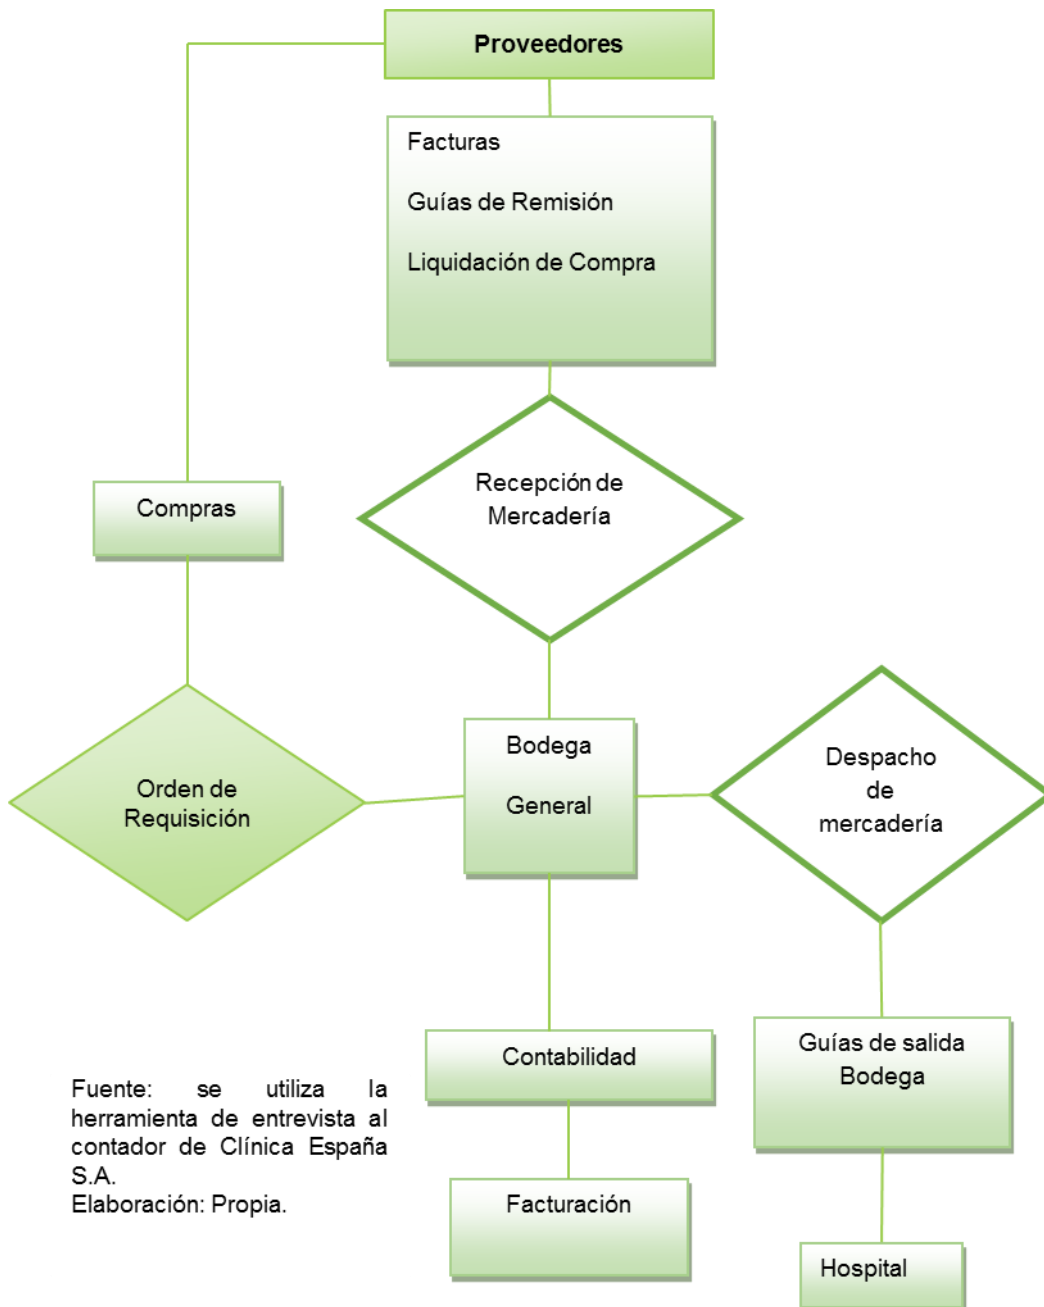 Proveedores
Facturas
Guías de Remisión
Liquidación de Compra
Recepción de
Mercadería
Compras
Orden de
Requisición
Bodega
General
Despacho
de
mercadería
Contabilidad
Guías de salida
Bodega
Facturación
Hospital
Fuente: se utiliza la
herramienta de entrevista al
contador de Clínica España
S.A.
Elaboración: Propia.